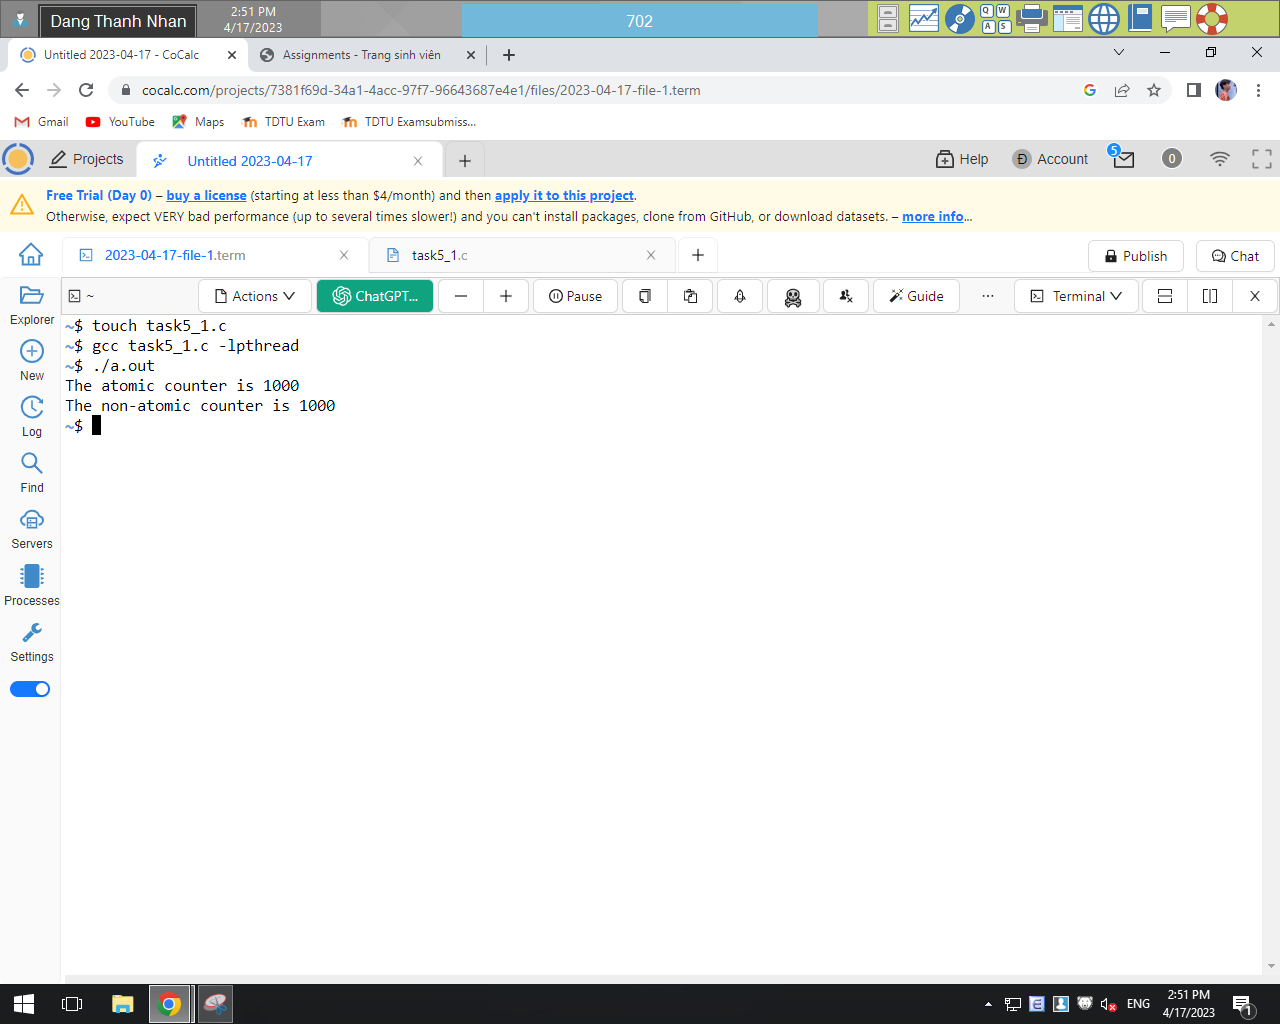 Dang Thanh Nhan
2:51 PM
4/17/2023
702
Q W
A S
Untitled 2023-04-17 - CoCalc
Assignments - Trang sinh viên
cocalc.com/projects/7381f69d-34a1-4acc-97f7-96643687e4e1/files/2023-04-17-file-1.term
Gmail
YouTube
Maps
TDTU Exam
TDTU Examsubmiss...
Projects
Untitled 2023-04-17
Help
Account
5
0
Free Trial (Day 0) – buy a license (starting at less than $4/month) and then apply it to this project.
Otherwise, expect VERY bad performance (up to several times slower!) and you can't install packages, clone from GitHub, or download datasets. – more info...
2023-04-17-file-1.term
task5_1.c
Publish
Chat
~
Actions
ChatGPT...
Pause
Guide
Terminal
Explorer
New
Log
Find
Servers
Processes
Settings
~$ touch task5_1.c
~$ gcc task5_1.c -lpthread
~$ ./a.out
The atomic counter is 1000
The non-atomic counter is 1000
~$
ENG
2:51 PM
4/17/2023
1